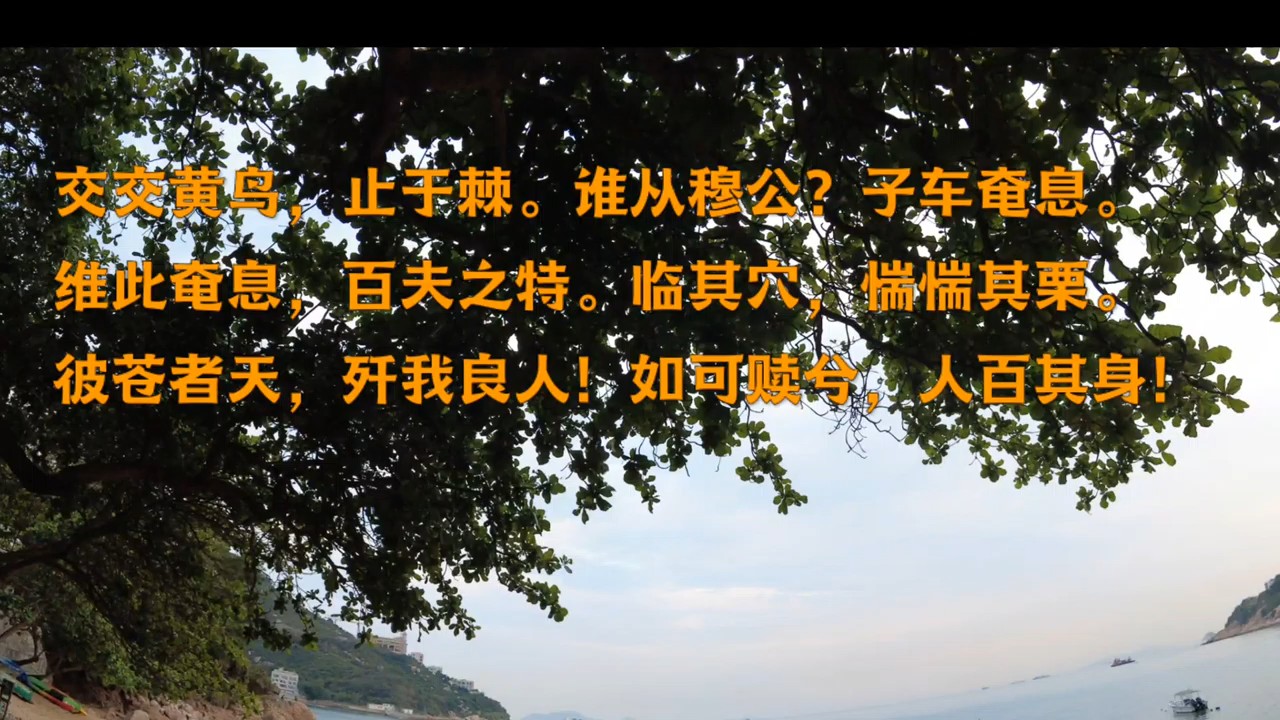 交交黄鸟，止于棘。谁从穆公？子车奄息。
维此奄息，百夫之特。临其穴，惴惴其栗。
彼苍者天，歼我良人！如可赎兮，人百其身！